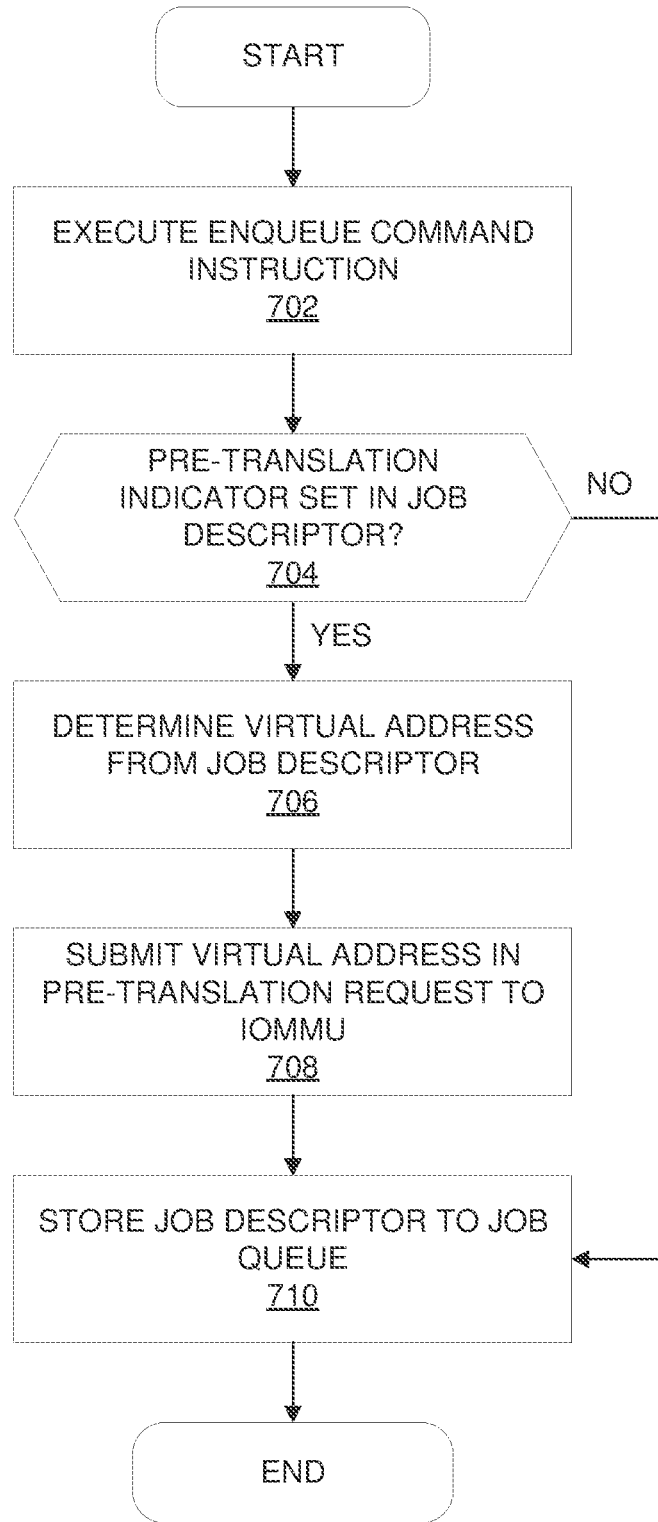 START
EXECUTE ENQUEUE COMMAND
INSTRUCTION
702
PRE-TRANSLATION
INDICATOR SET IN JOB
DESCRIPTOR?
704
NO
YES
DETERMINE VIRTUAL ADDRESS
FROM JOB DESCRIPTOR
706
SUBMIT VIRTUAL ADDRESS IN
PRE-TRANSLATION REQUEST TO
IOMMU
708
STORE JOB DESCRIPTOR TO JOB
QUEUE
710
END